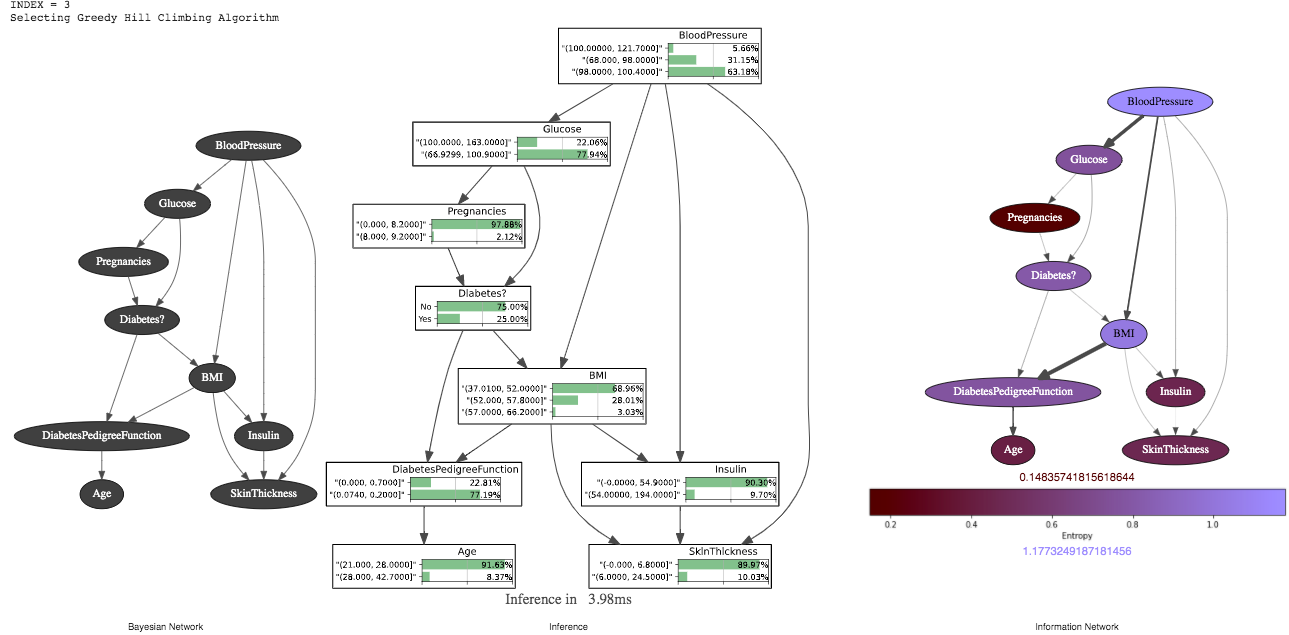 INDEX = 3
Selecting Greedy Hill Climbing Algorithm
BloodPressure
Glucose
Pregnancies
Diabetes?
BMI
DiabetesPedigreeFunction
Insulin
Age
SkinThickness
Bayesian Network
BloodPressure
"(100.00000, 121.7000]" 5.66%
"(68.000, 98.0000]" 31.15%
"(98.0000, 100.4000]" 63.18%
Glucose
"(100.0000, 163.0000]" 22.06%
"(66.9299, 100.9000]" 77.94%
Pregnancies
"(0.000, 8.2000]" 97.88%
"(8.000, 9.2000]" 2.12%
Diabetes?
No 75.00%
Yes 25.00%
BMI
"(37.0100, 52.0000]" 68.96%
"(52.000, 57.8000]" 28.01%
"(57.0000, 66.2000]" 3.03%
DiabetesPedigreeFunction
"(0.000, 0.7000]" 22.81%
"(0.0740, 0.2000]" 77.19%
Insulin
"(-0.0000, 54.9000]" 90.30%
"(54.00000, 194.0000]" 9.70%
Age
"(21.000, 28.0000]" 91.63%
"(28.000, 42.7000]" 8.37%
SkinThickness
"(-0.000, 6.8000]" 89.97%
"(6.0000, 24.5000]" 10.03%
Inference in 3.98ms
Inference
BloodPressure
Glucose
Pregnancies
Diabetes?
BMI
DiabetesPedigreeFunction
Insulin
Age
SkinThickness
0.14835741815618644
0.2 0.4 0.6 0.8 1.0
Entropy
1.1773249187181456
Information Network